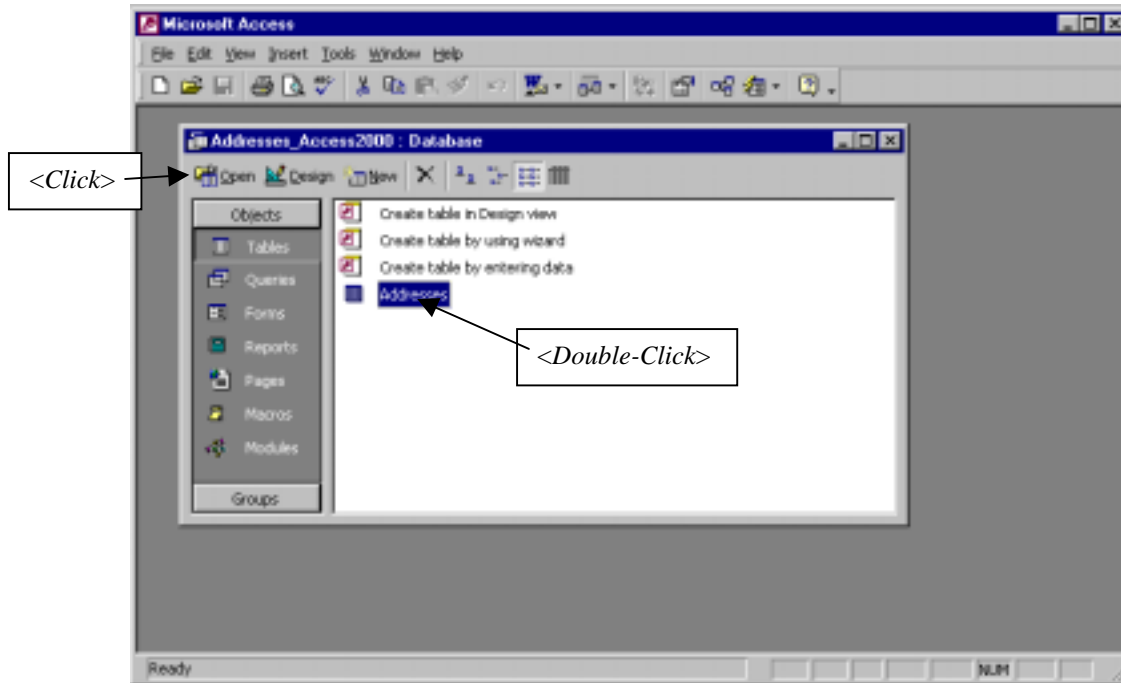 Microsoft Access
File Edit View Insert Tools Window Help
Addresses_Access2000 : Database
<Click>
Open Design New
Objects
Tables
Queries
Forms
Reports
Pages
Macros
Modules
Groups
Create table in Design view
Create table by using wizard
Create table by entering data
Addresses
<Double-Click>
Ready NUM